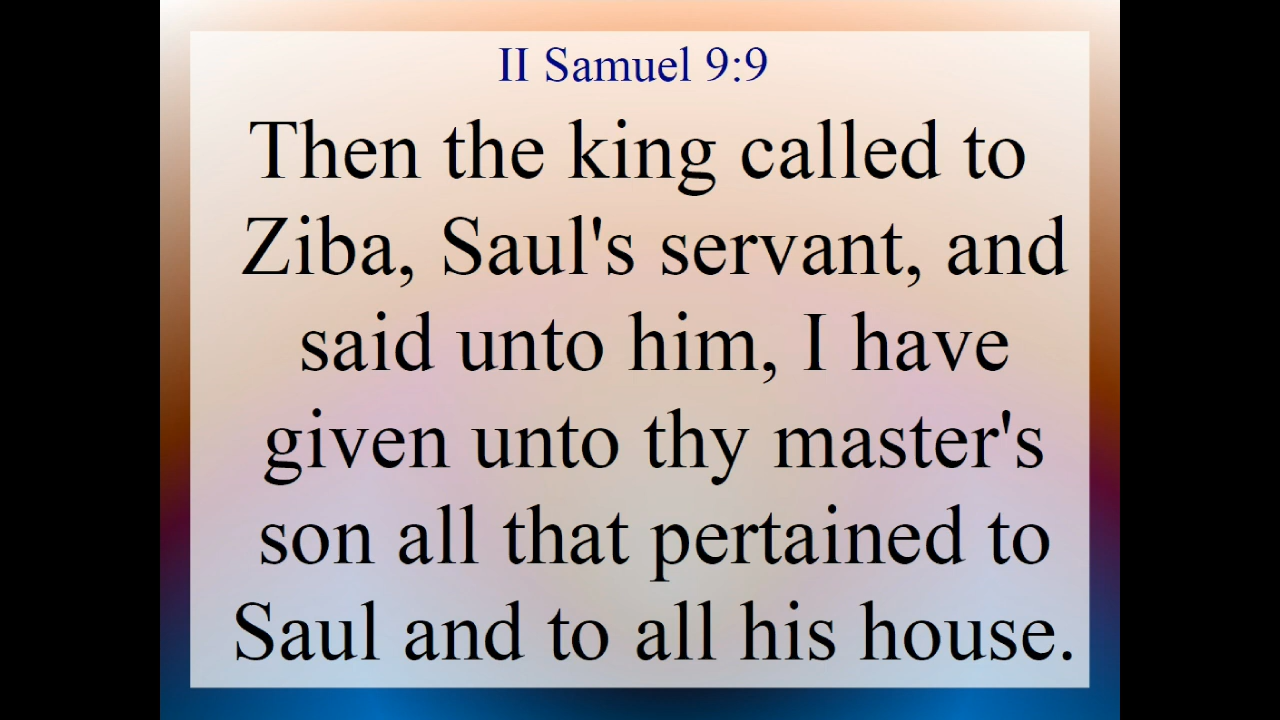 II Samuel 9:9
Then the king called to
Ziba, Saul's servant, and
said unto him, I have
given unto thy master's
son all that pertained to
Saul and to all his house.